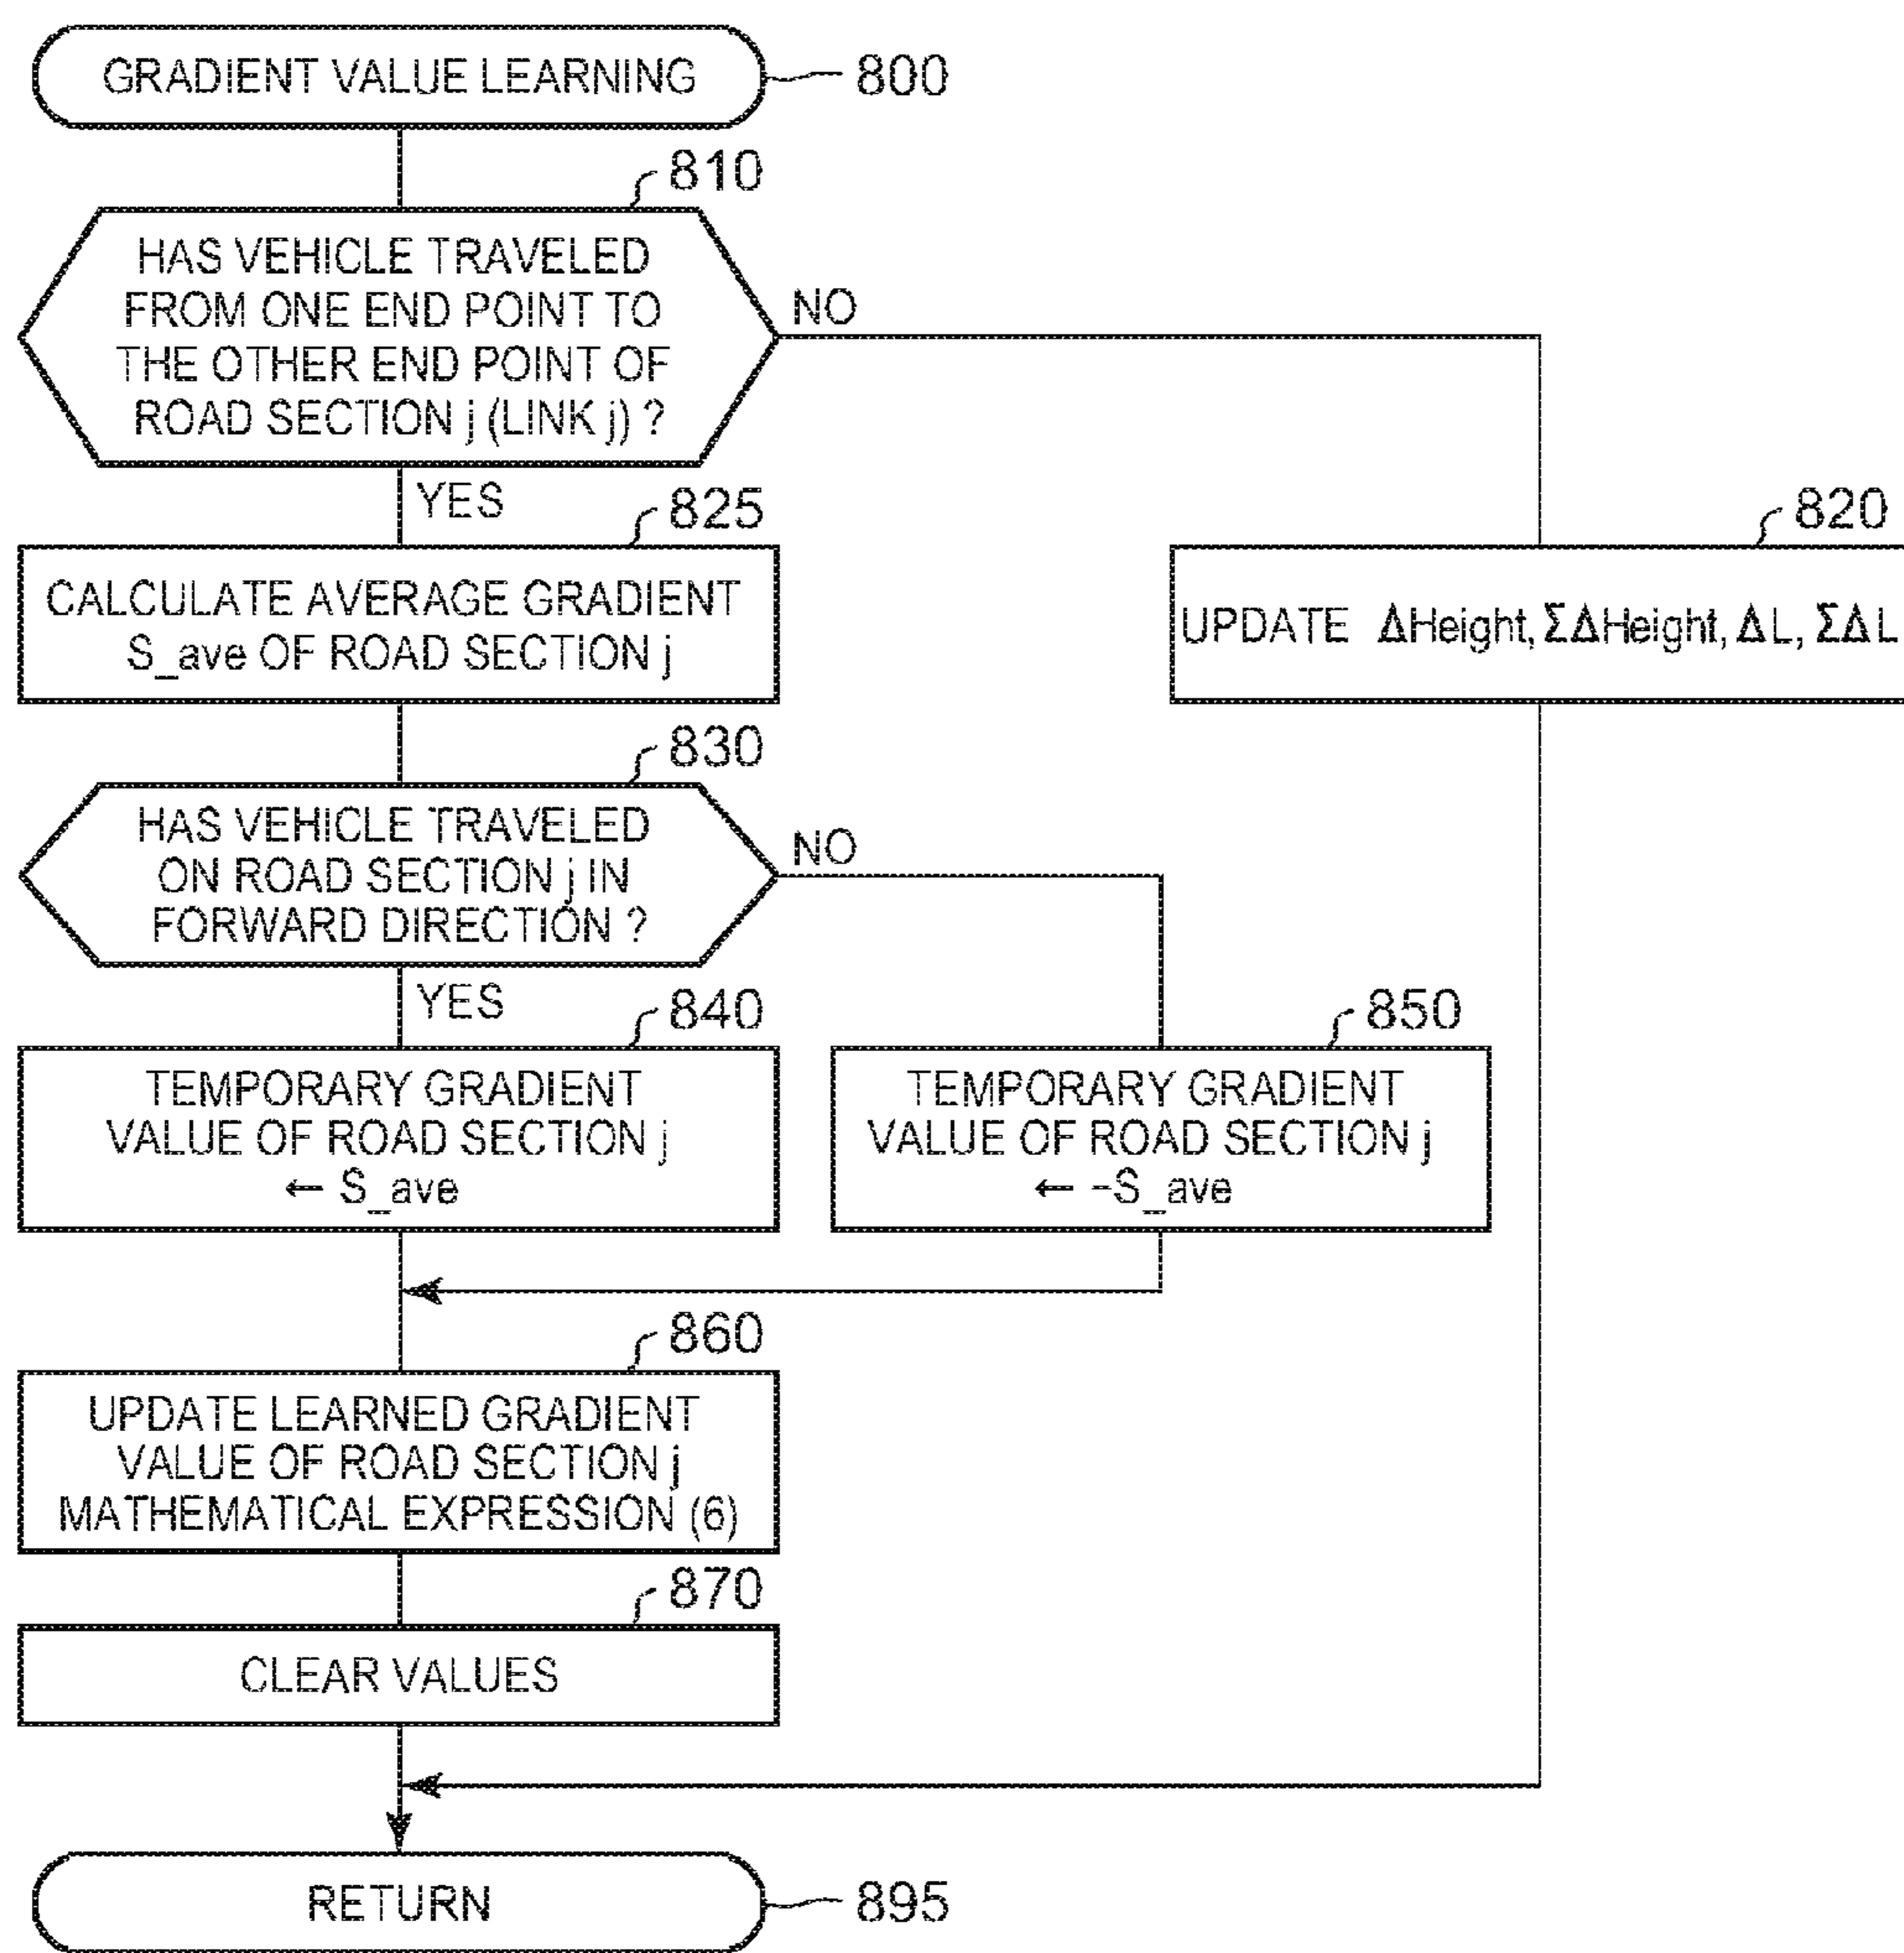 GRADIENT VALUE LEARNING
800
810
HAS VEHICLE TRAVELED
FROM ONE END POINT TO
THE OTHER END POINT OF
ROAD SECTION j (LINK j) ?
NO
YES
825
820
CALCULATE AVERAGE GRADIENT
S_ave OF ROAD SECTION j
UPDATE ΔHeight, ΣΔHeight, ΔL, ΣΔL
830
HAS VEHICLE TRAVELED
ON ROAD SECTION j IN
FORWARD DIRECTION ?
NO
YES
840
850
TEMPORARY GRADIENT
VALUE OF ROAD SECTION j
← S_ave
TEMPORARY GRADIENT
VALUE OF ROAD SECTION j
← -S_ave
860
UPDATE LEARNED GRADIENT
VALUE OF ROAD SECTION j
MATHEMATICAL EXPRESSION (6)
870
CLEAR VALUES
RETURN
895